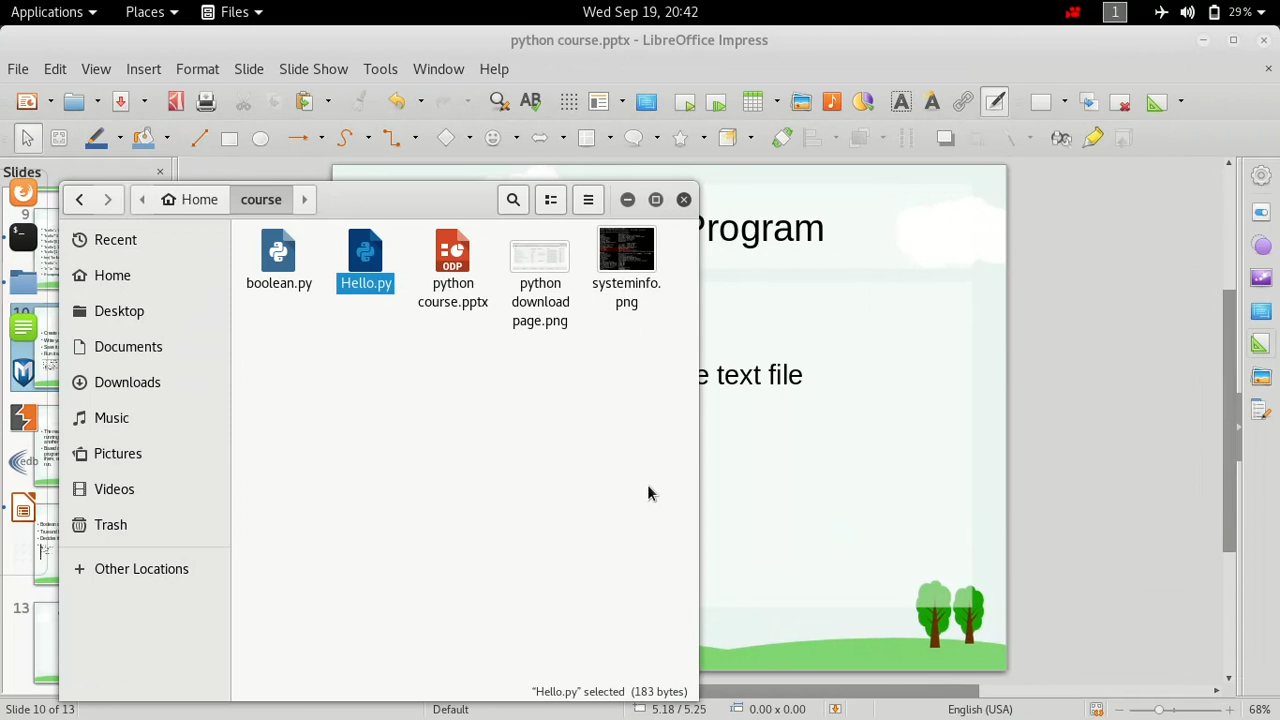 Applications Places Files Wed Sep 19, 20:42 1 29%
python course.pptx - LibreOffice Impress
File Edit View Insert Format Slide Slide Show Tools Window Help
Slides
9
10
13
Home course
Recent
Home
Desktop
Documents
Downloads
Music
Pictures
Videos
Trash
Other Locations
boolean.py
Hello.py
ODP
python
course.pptx
python
download
page.png
systeminfo.
png
"Hello.py" selected (183 bytes)
Program
e text file
edb
Slide 10 of 13 Default 5.18 / 5.25 0.00 x 0.00 English (USA) 68%